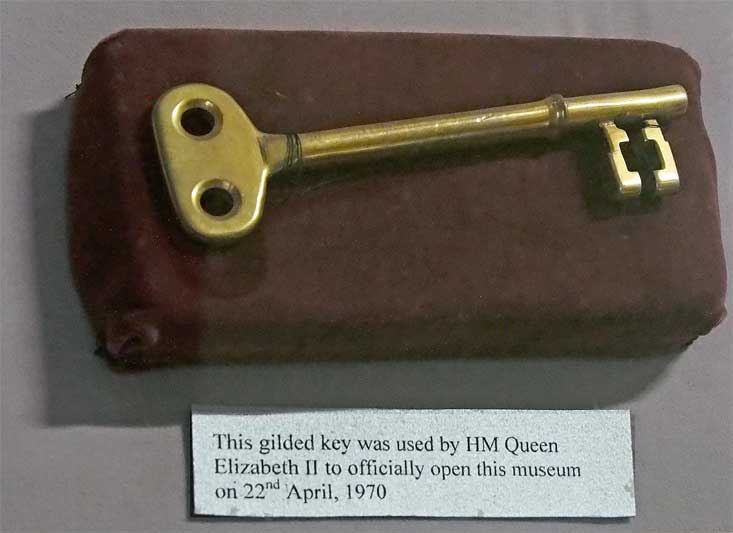 This gilded key was used by HM Queen
Elizabeth II to officially open this museum
on 22nd April, 1970